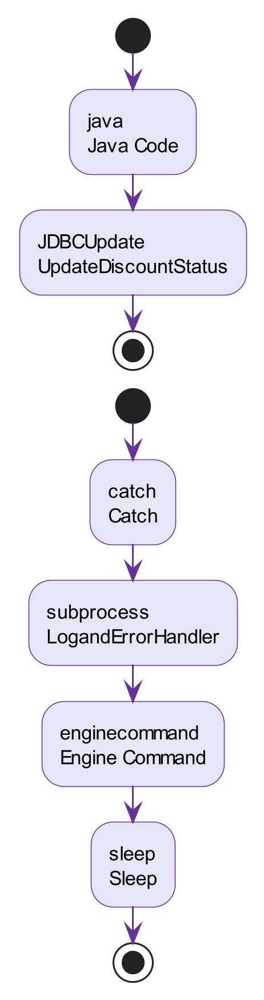 java
Java Code
JDBCUpdate
UpdateDiscountStatus
catch
Catch
subprocess
LogandErrorHandler
enginecommand
Engine Command
sleep
Sleep